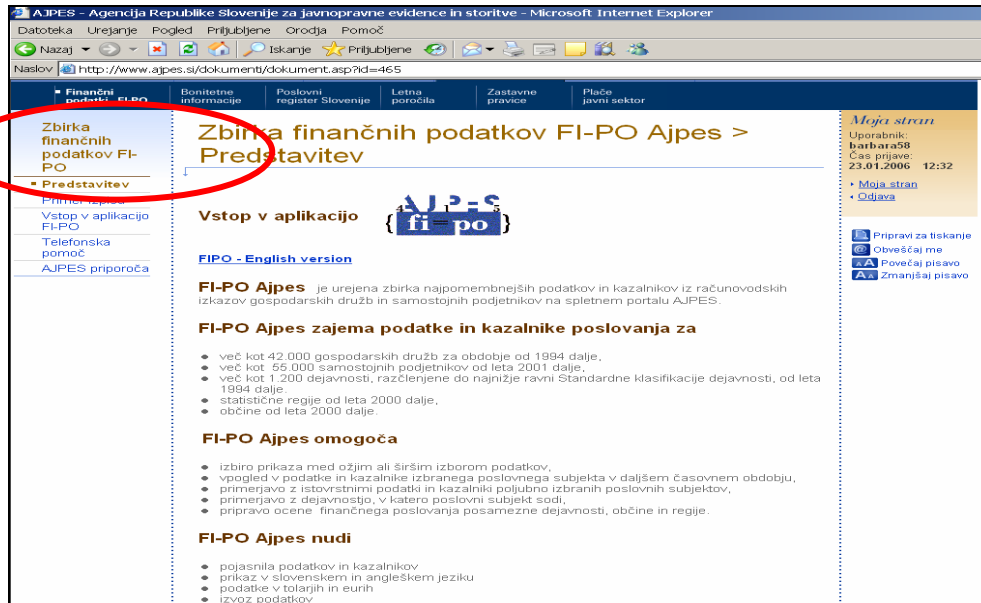 AJPES - Agencija Republike Slovenije za javnopravne evidence in storitve - Microsoft Internet Explorer
Datoteka Urejanje Pogled Priljubljene Orodja Pomoč
Nazaj Iskanje Priljubljene
Naslov http://www.ajpes.si/dokumenti/dokument.asp?id=465
Finančni podatki FI-PO
Bonitetne informacije
Poslovni register Slovenije
Letna poročila
Zastavne pravice
Plače javni sektor
Zbirka
finančnih
podatkov FI-
PO
Predstavitev
Primer izpisa
Vstop v aplikacijo
FI-PO
Telefonska
pomoč
AJPES priporoča
Zbirka finančnih podatkov FI-PO Ajpes >
Predstavitev
Vstop v aplikacijo
AJPES
{fi=po}
FIPO - English version
FI-PO Ajpes je urejena zbirka najpomembnejših podatkov in kazalnikov iz računovodskih
izkazov gospodarskih družb in samostojnih podjetnikov na spletnem portalu AJPES.
FI-PO Ajpes zajema podatke in kazalnike poslovanja za
več kot 42.000 gospodarskih družb za obdobje od 1994 dalje,
več kot 55.000 samostojnih podjetnikov od leta 2001 dalje,
več kot 1.200 dejavnosti, razčlenjene do najnižje ravni Standardne klasifikacije dejavnosti, od leta
1994 dalje.
statistične regije od leta 2000 dalje,
občine od leta 2000 dalje.
FI-PO Ajpes omogoča
izbiro prikaza med ožjim ali širšim izborom podatkov,
vpogled v podatke in kazalnike izbranega poslovnega subjekta v daljšem časovnem obdobju,
primerjavo z istovrstnimi podatki in kazalniki poljubno izbranih poslovnih subjektov,
primerjavo z dejavnostjo, v katero poslovni subjekt sodi,
pripravo ocene finančnega poslovanja posamezne dejavnosti, občine in regije.
FI-PO Ajpes nudi
pojasnila podatkov in kazalnikov
prikaz v slovenskem in angleškem jeziku
podatke v tolarjih in eurih
izvoz podatkov
Moja stran
Uporabnik:
barbara58
Čas prijave:
23.01.2006 12:32
Moja stran
Odjava
Pripravi za tiskanje
Obveščaj me
Povečaj pisavo
Zmanjšaj pisavo